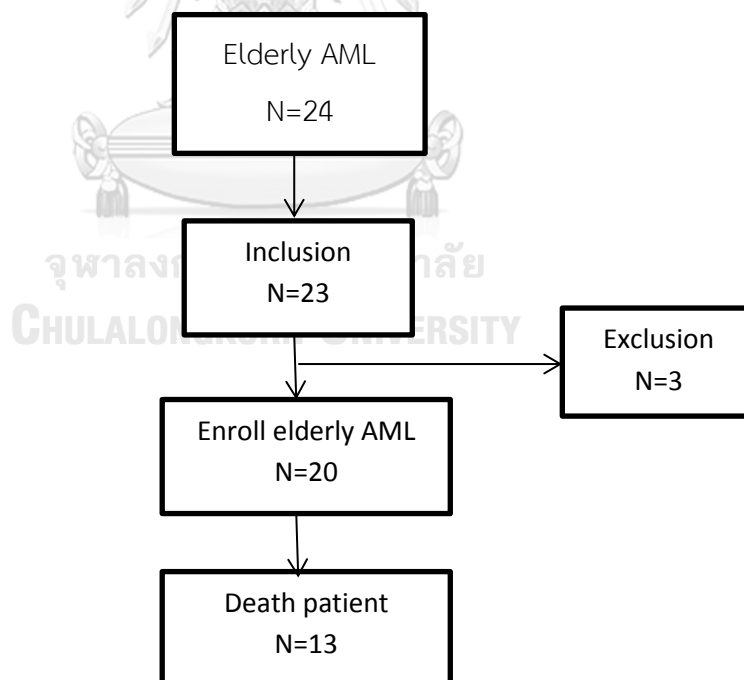 Elderly AML
N=24
Inclusion
N=23
Exclusion
N=3
Enroll elderly AML
N=20
Death patient
N=13